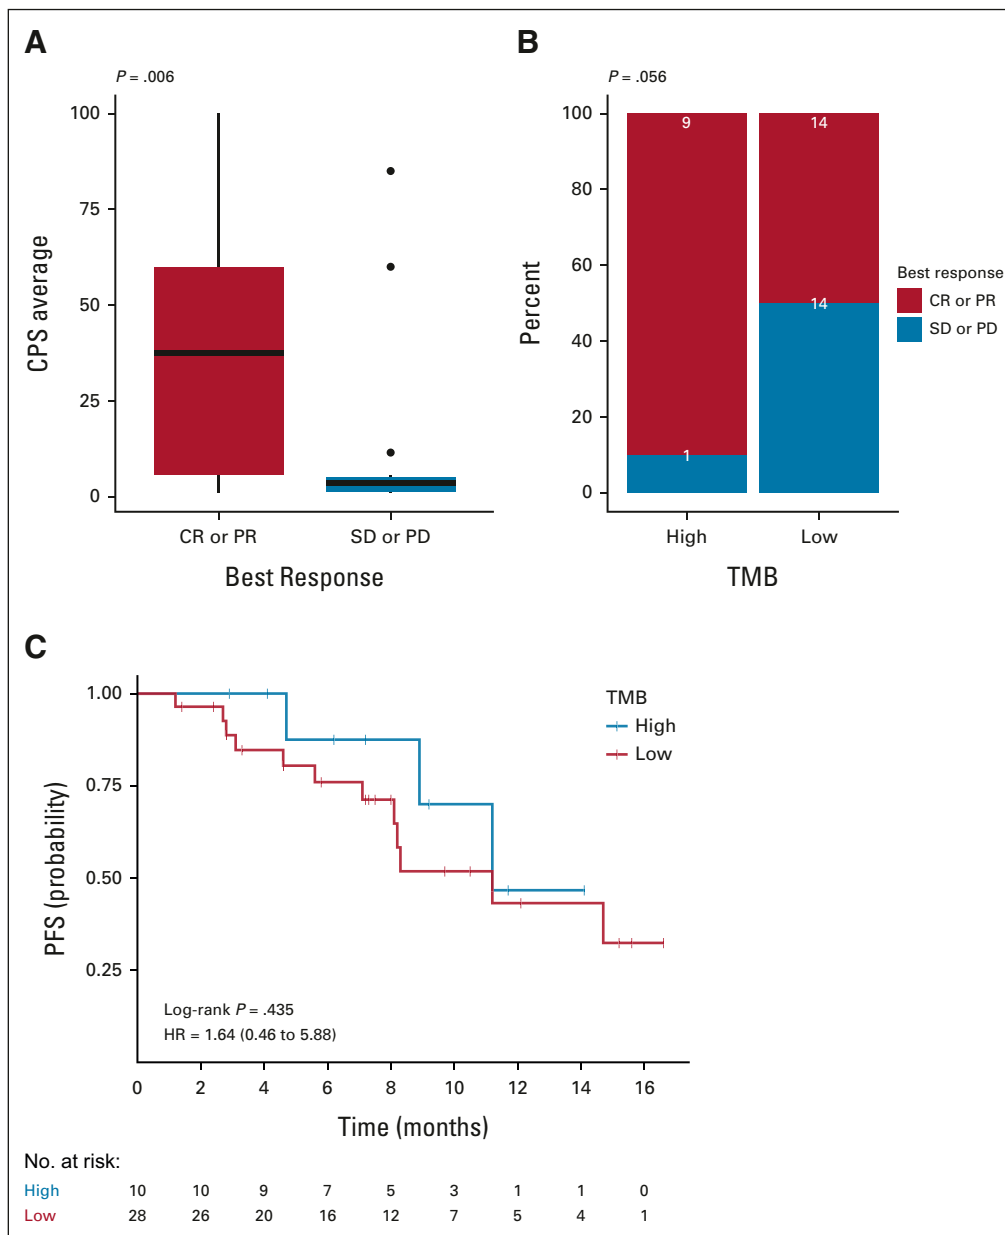 A
P = .006
100
75
50
25
0
CPS average
CR or PR
SD or PD
Best Response
B
P = .056
100
80
60
40
20
0
Percent
9
14
1
14
High
Low
TMB
Best response
CR or PR
SD or PD
C
1.00
0.75
0.50
0.25
PFS (probability)
TMB
High
Low
Log-rank P = .435
HR = 1.64 (0.46 to 5.88)
0 2 4 6 8 10 12 14 16
Time (months)
No. at risk:
High 10 10 9 7 5 3 1 1 0
Low 28 26 20 16 12 7 5 4 1